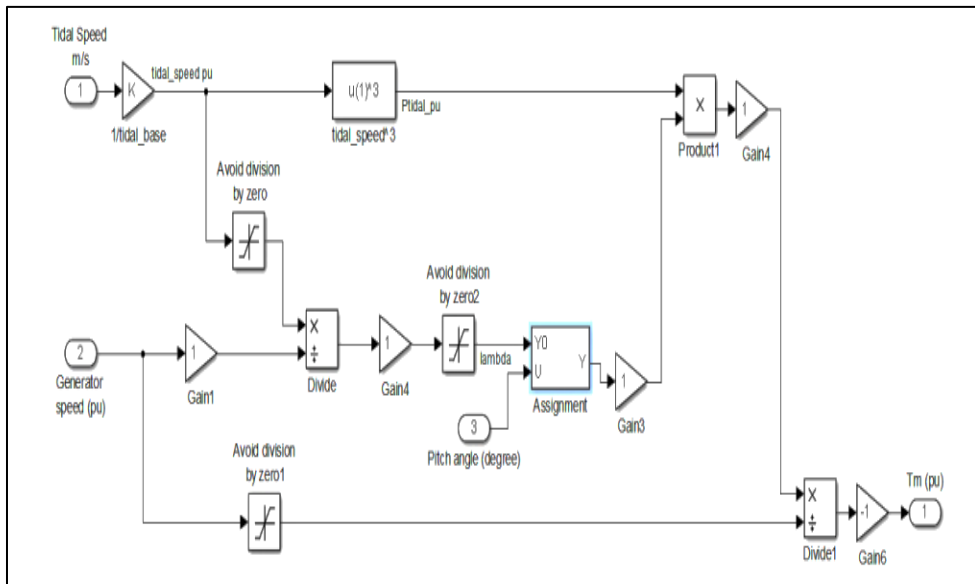 Tidal Speed
m/s
1
K
tidal_speed pu
1/tidal_base
u(1)^3
Ptidal_pu
tidal_speed^3
×
Product1
1
Gain4
Avoid division
by zero
Avoid division
by zero2
2
Generator
speed (pu)
1
Gain1
×
÷
Divide
1
Gain4
lambda
Y0
U
Y
Assignment
1
Gain3
3
Pitch angle (degree)
Avoid division
by zero1
×
÷
Divide1
-1
Gain6
Tm (pu)
1